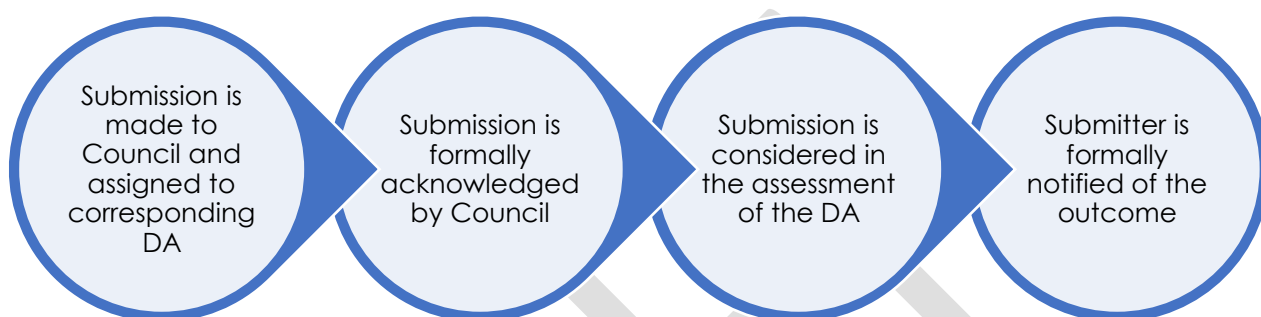 Submission is
made to
Council and
assigned to
corresponding
DA
Submission is
formally
acknowledged
by Council
Submission is
considered in
the assessment
of the DA
Submitter is
formally
notified of the
outcome